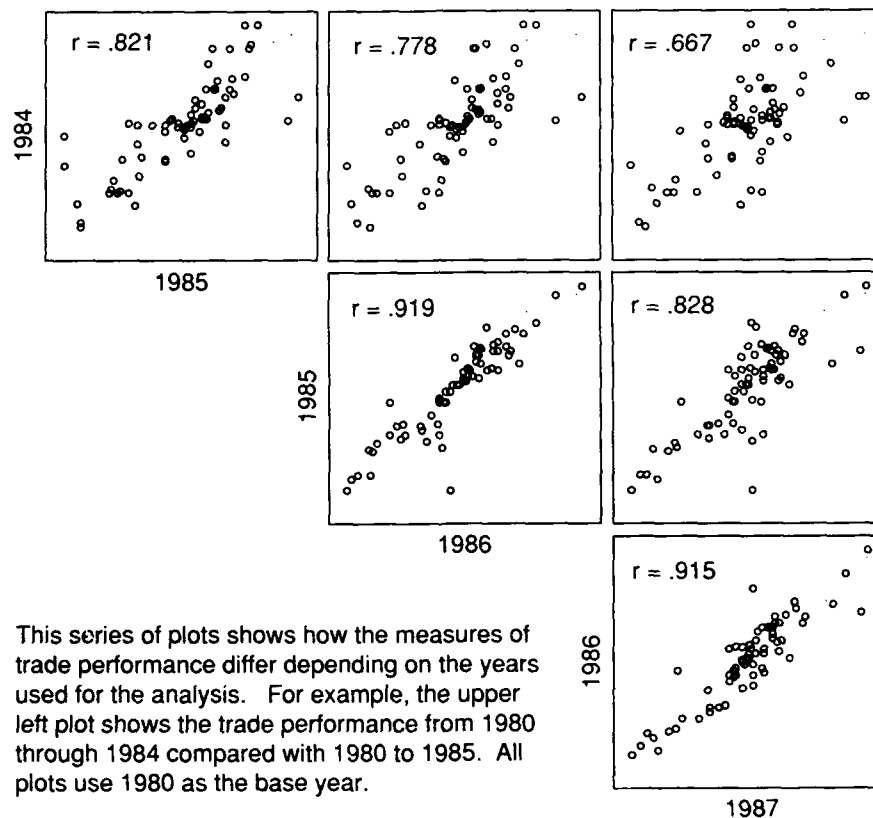 r = .821
r = .778
r = .667
1984
1985
r = .919
r = .828
1985
1986
r = .915
1986
1987
This series of plots shows how the measures of
trade performance differ depending on the years
used for the analysis. For example, the upper
left plot shows the trade performance from 1980
through 1984 compared with 1980 to 1985. All
plots use 1980 as the base year.